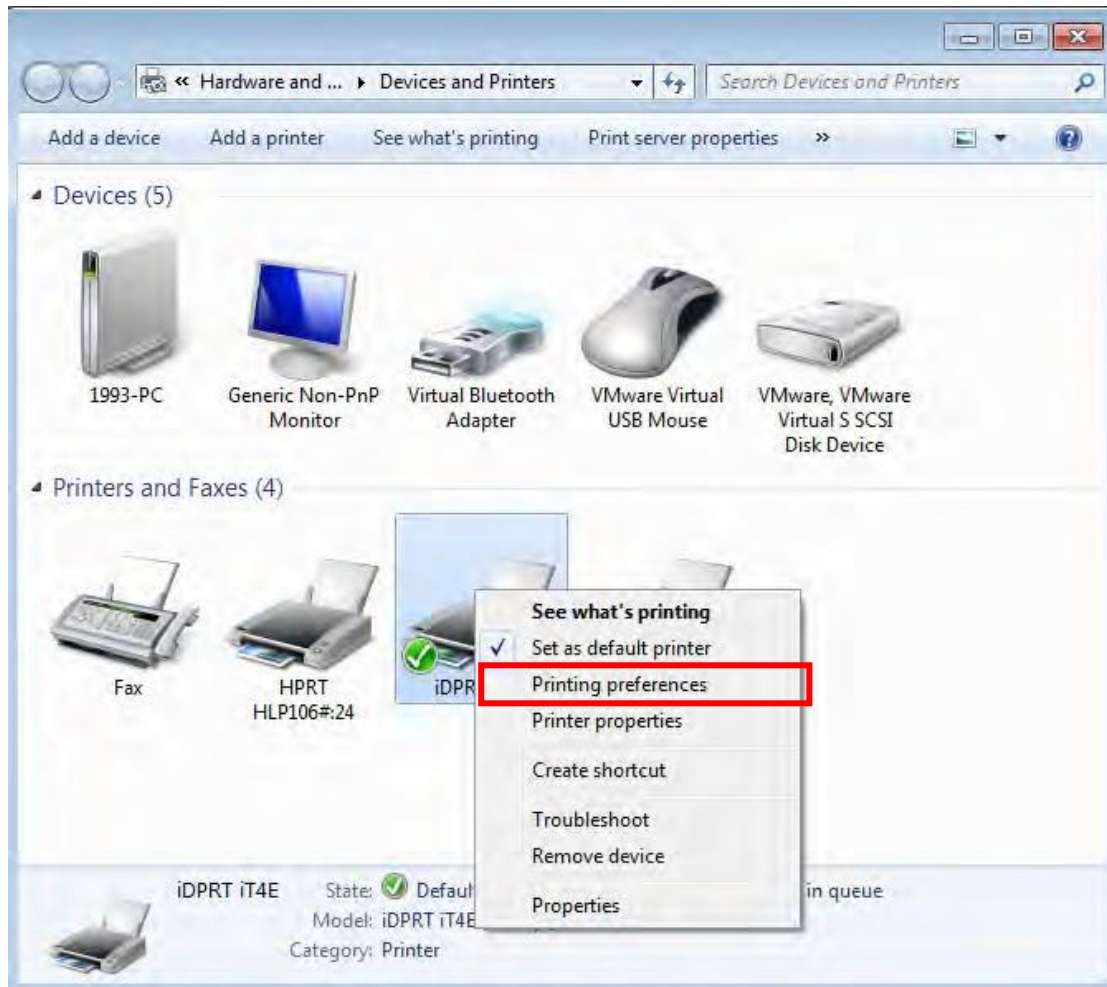 « Hardware and ... ▸ Devices and Printers
Search Devices and Printers
Add a device Add a printer See what's printing Print server properties »
Devices (5)
1993-PC
Generic Non-PnP
Monitor
Virtual Bluetooth
Adapter
VMware Virtual
USB Mouse
VMware, VMware
Virtual S SCSI
Disk Device
Printers and Faxes (4)
Fax
HPRT
HLP106#:24
iDPR
See what's printing
Set as default printer
Printing preferences
Printer properties
Create shortcut
Troubleshoot
Remove device
Properties
iDPRT iT4E State: Defaul
in queue
Model: iDPRT iT4E
Category: Printer